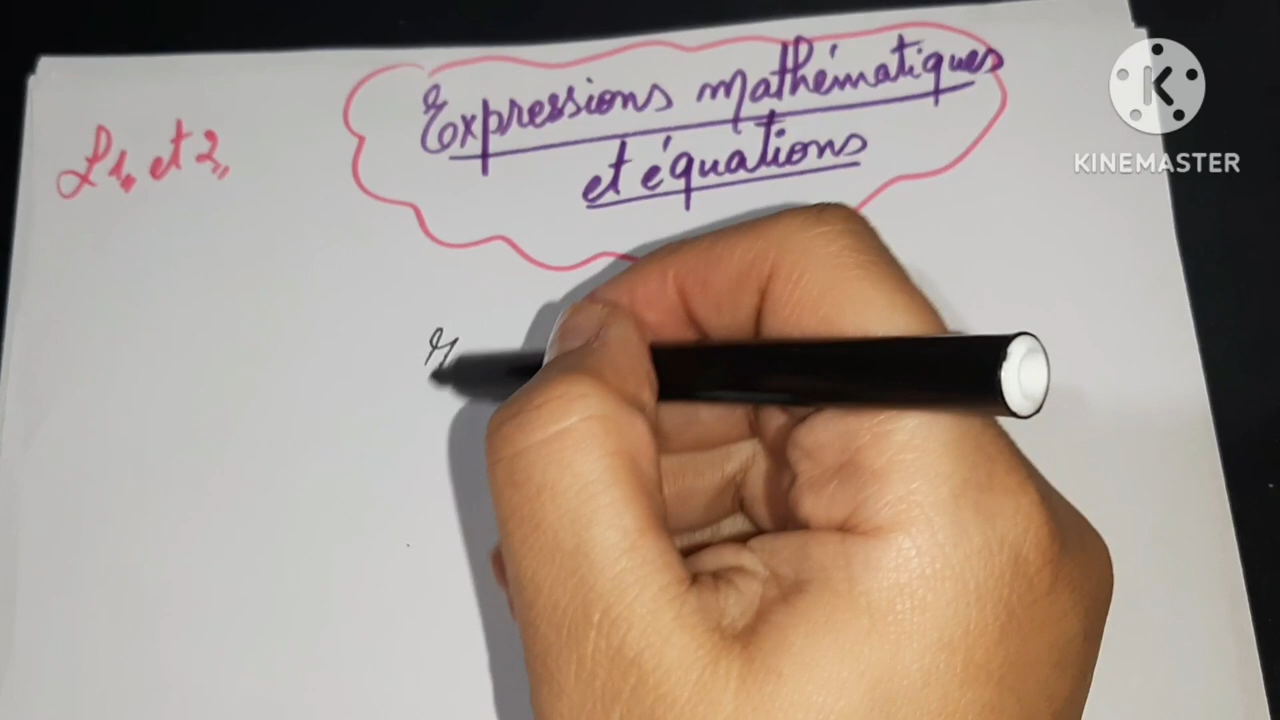 Expressions mathématiques
et équations
L1, et 2,
KINEMASTER